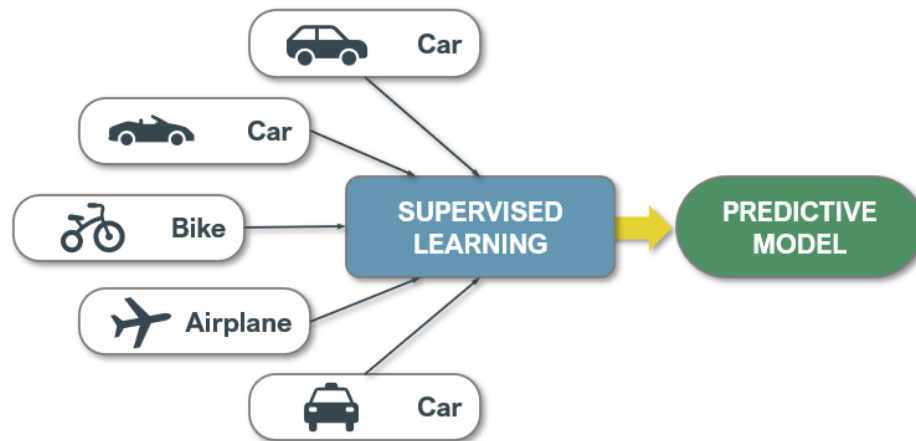 Car
Car
Bike
Airplane
Car
SUPERVISED
LEARNING
PREDICTIVE
MODEL